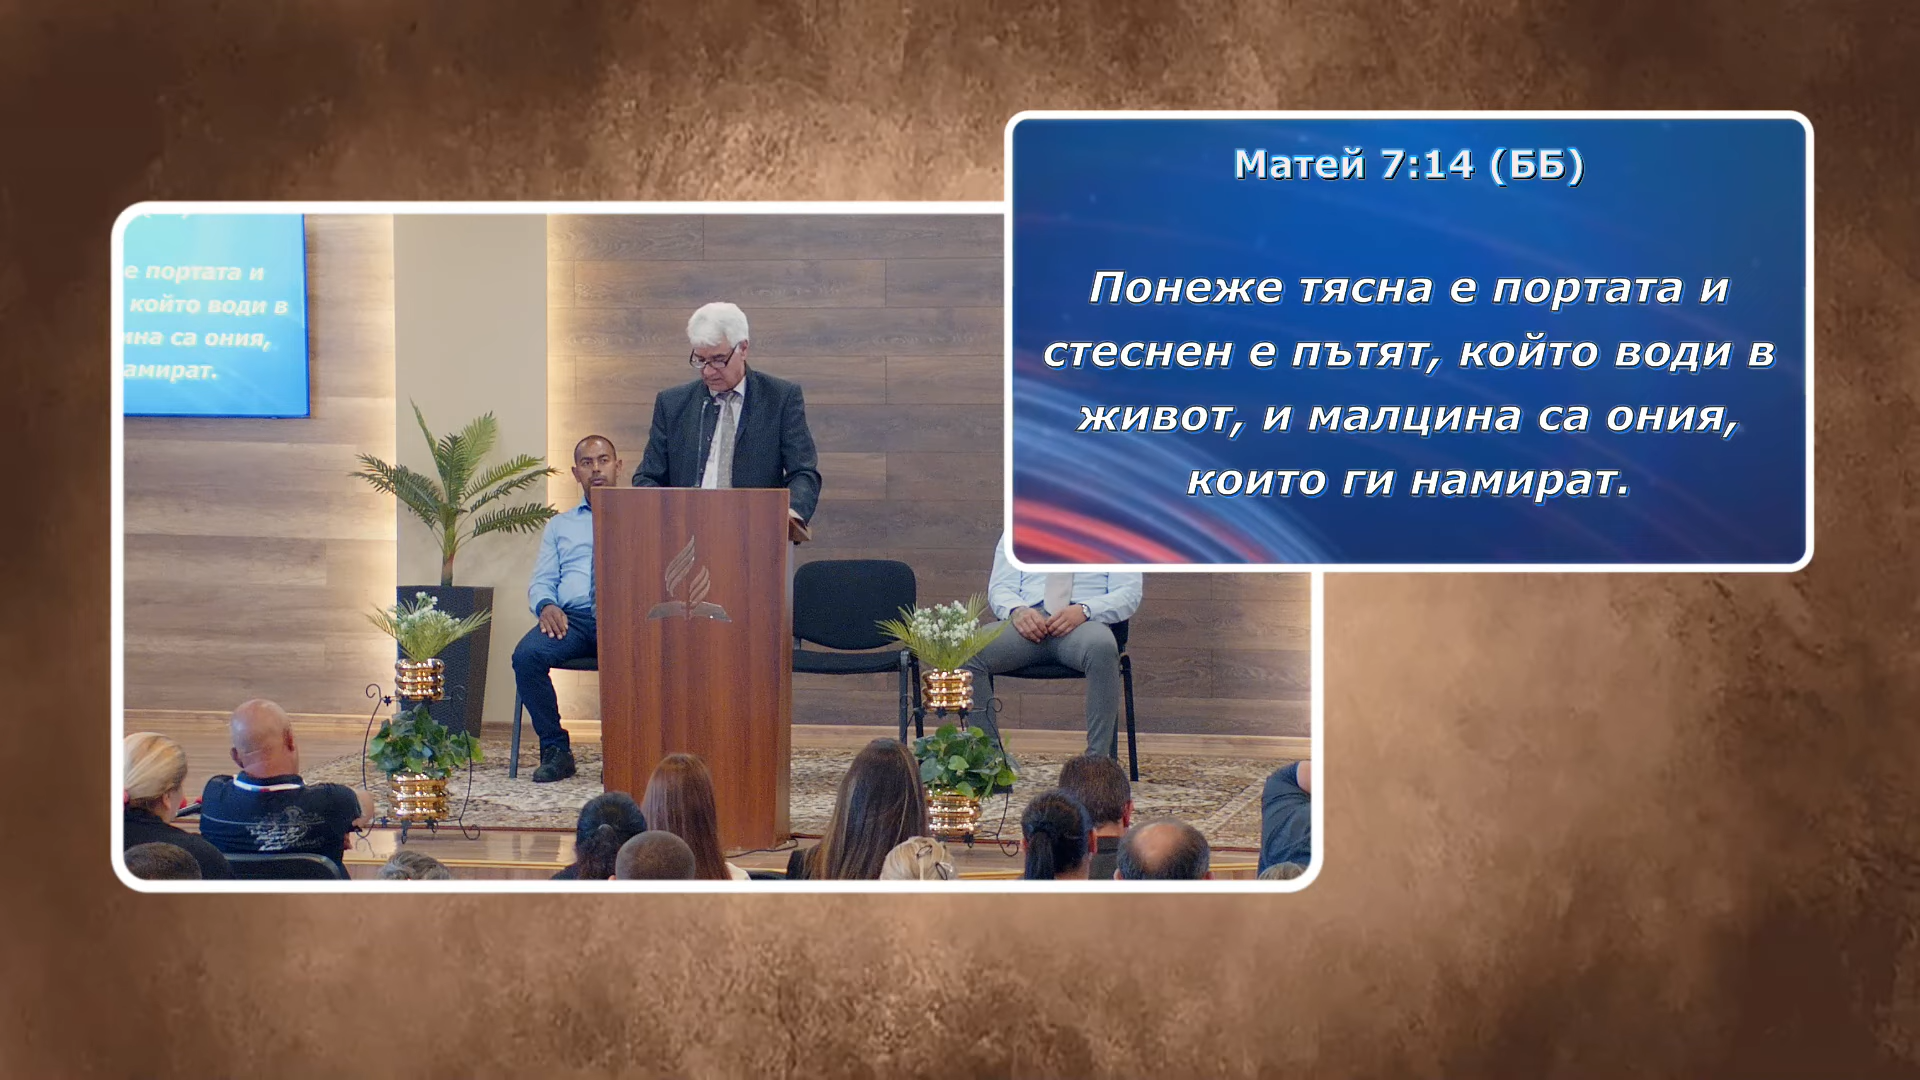 Матей 7:14 (ББ)
Понеже тясна е портата и
стеснен е пътят, който води в
живот, и малцина са ония,
които ги намират.
е портата и
който води в
са ония,